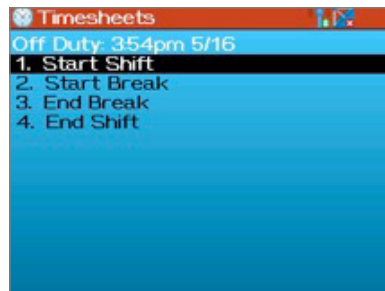 Timesheets
Off Duty: 3:54pm 5/16
1. Start Shift
2. Start Break
3. End Break
4. End Shift